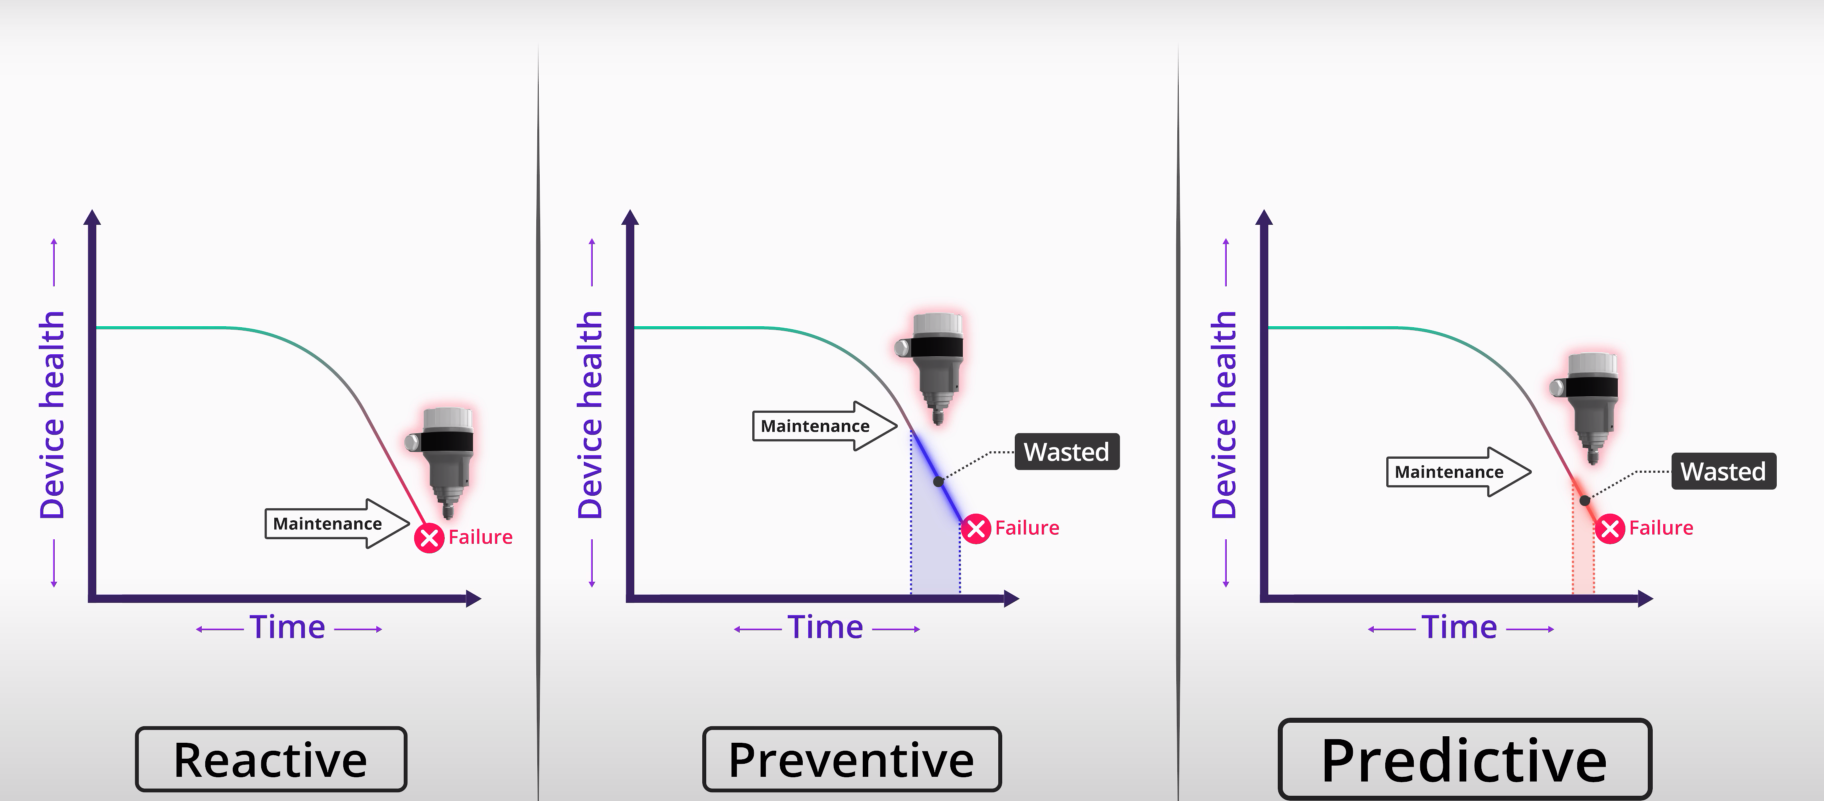 Device health
Maintenance
Failure
Time
Reactive
Device health
Maintenance
Wasted
Failure
Time
Preventive
Device health
Maintenance
Wasted
Failure
Time
Predictive